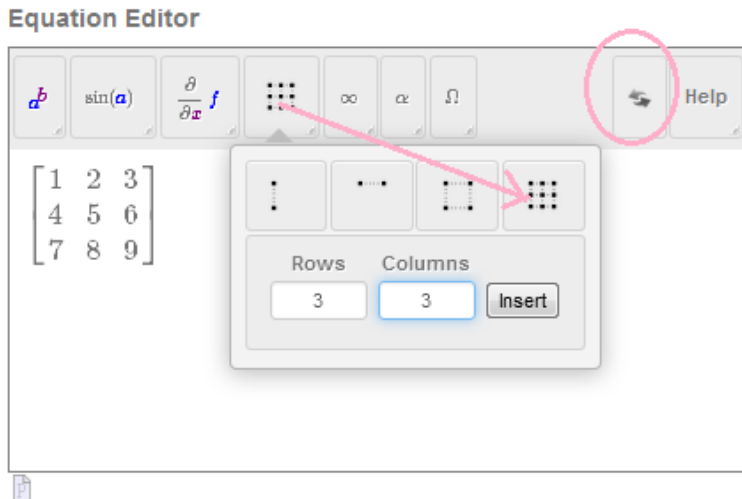 Equation Editor
a^b sin(a) ∂/∂x f ∞ α Ω Help
1 2 3
4 5 6
7 8 9
Rows Columns
3 3 Insert